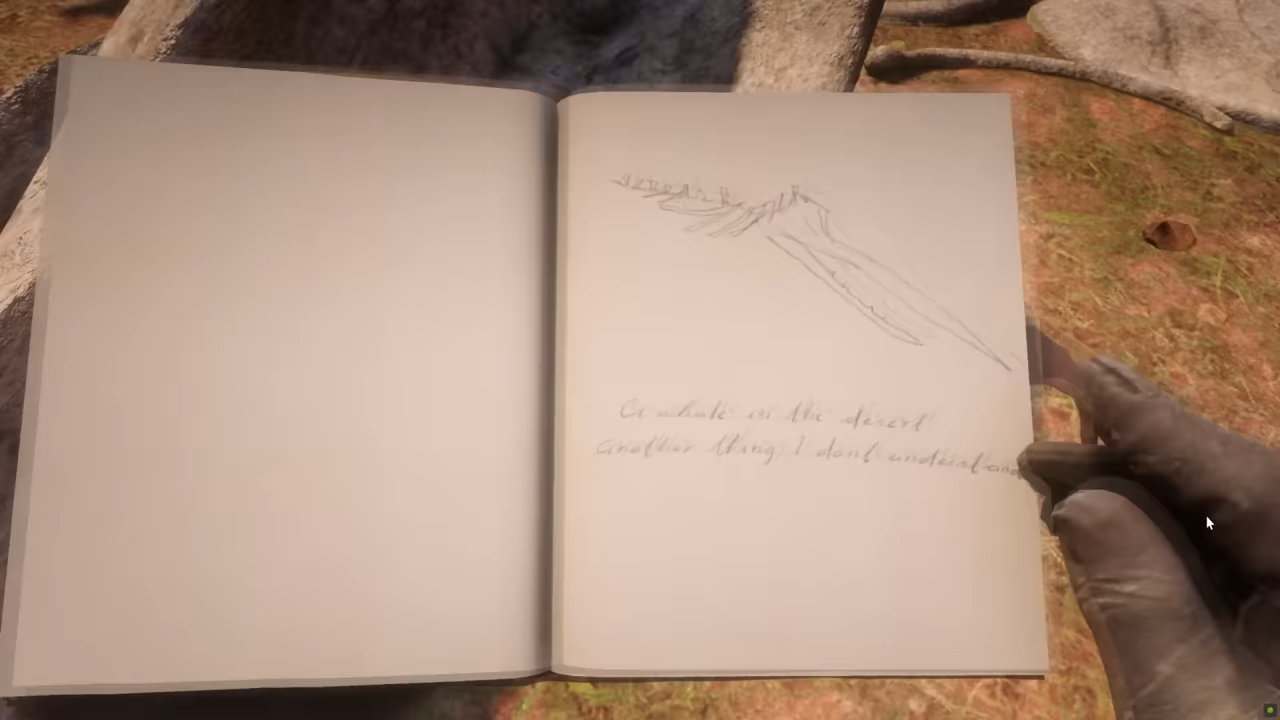 A whale in the desert
another thing I dont understand